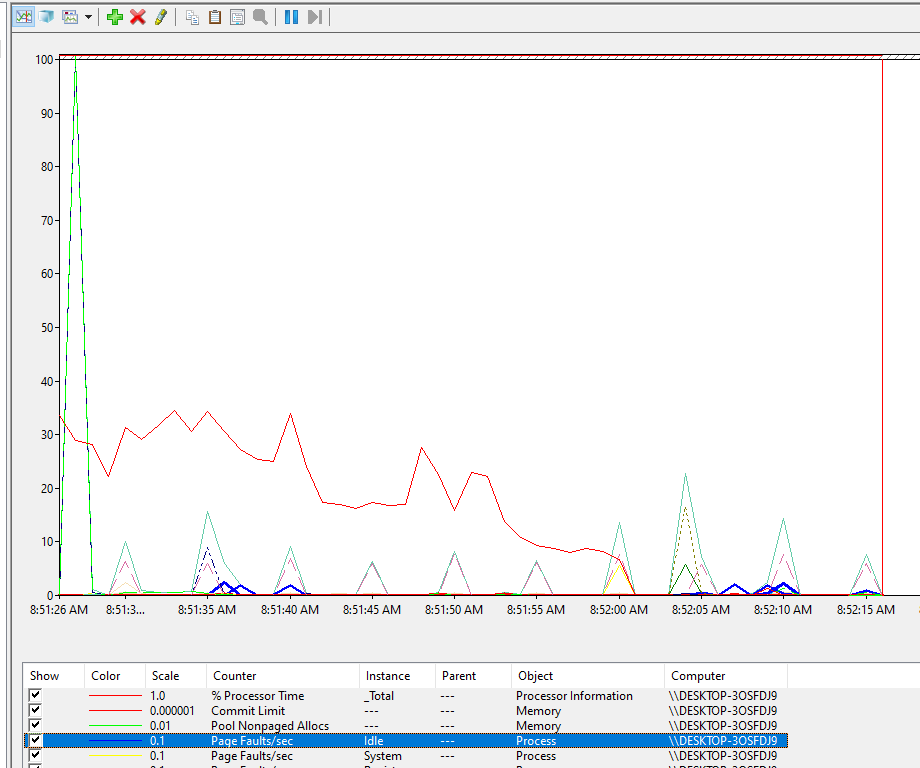 100
90
80
70
60
50
40
30
20
10
0
8:51:26 AM 8:51:3... 8:51:35 AM 8:51:40 AM 8:51:45 AM 8:51:50 AM 8:51:55 AM 8:52:00 AM 8:52:05 AM 8:52:10 AM 8:52:15 AM
Show Color Scale Counter Instance Parent Object Computer
1.0 % Processor Time _Total --- Processor Information \\DESKTOP-3OSFDJ9
0.000001 Commit Limit --- --- Memory \\DESKTOP-3OSFDJ9
0.01 Pool Nonpaged Allocs --- --- Memory \\DESKTOP-3OSFDJ9
0.1 Page Faults/sec Idle --- Process \\DESKTOP-3OSFDJ9
0.1 Page Faults/sec System --- Process \\DESKTOP-3OSFDJ9